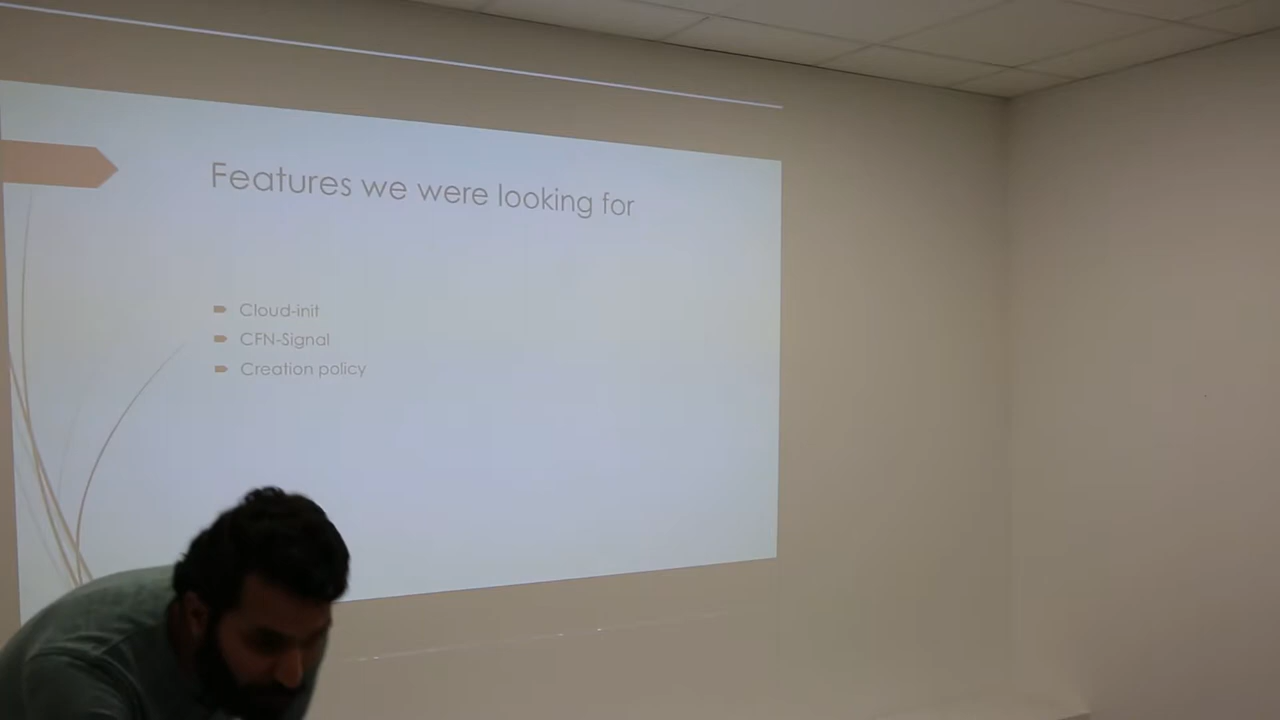 Features we were looking for
Cloud-init
CFN-Signal
Creation policy